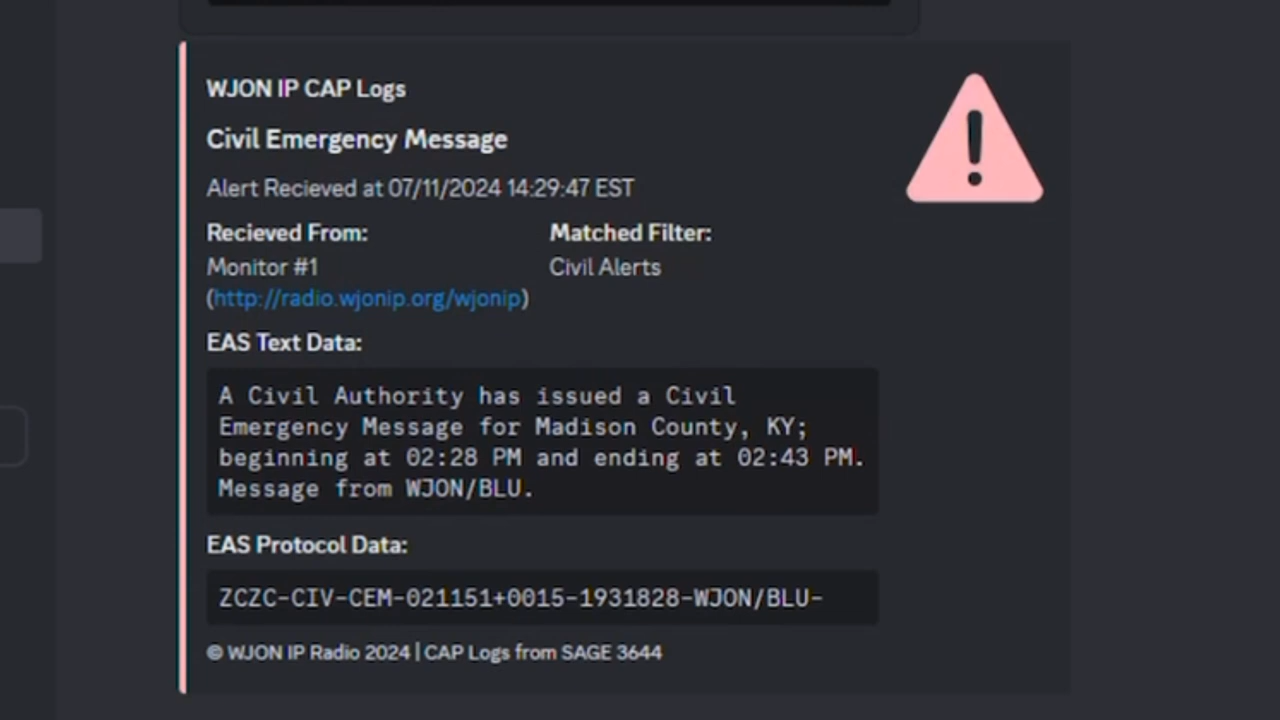 WJON IP CAP Logs
Civil Emergency Message
Alert Recieved at 07/11/2024 14:29:47 EST
Recieved From:
Monitor #1
(http://radio.wjonip.org/wjonip)
Matched Filter:
Civil Alerts
EAS Text Data:
A Civil Authority has issued a Civil
Emergency Message for Madison County, KY;
beginning at 02:28 PM and ending at 02:43 PM.
Message from WJON/BLU.
EAS Protocol Data:
ZCZC-CIV-CEM-021151+0015-1931828-WJON/BLU-
© WJON IP Radio 2024 | CAP Logs from SAGE 3644